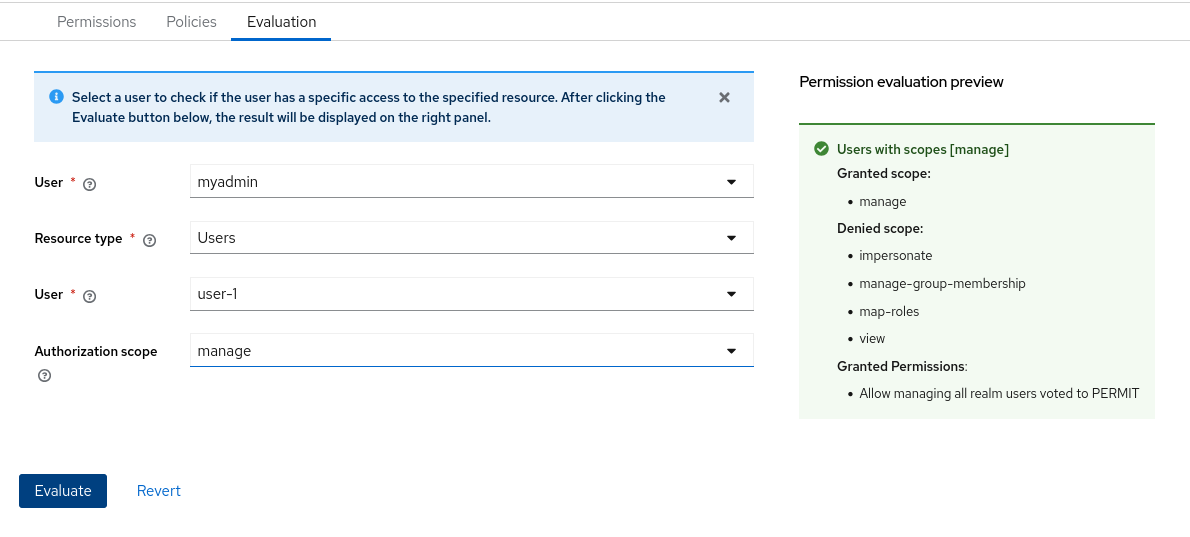 Permissions Policies Evaluation
Select a user to check if the user has a specific access to the specified resource. After clicking the
Evaluate button below, the result will be displayed on the right panel.
User *
myadmin
Resource type *
Users
User *
user-1
Authorization scope
manage
Evaluate Revert
Permission evaluation preview
Users with scopes [manage]
Granted scope:
• manage
Denied scope:
• impersonate
• manage-group-membership
• map-roles
• view
Granted Permissions:
• Allow managing all realm users voted to PERMIT